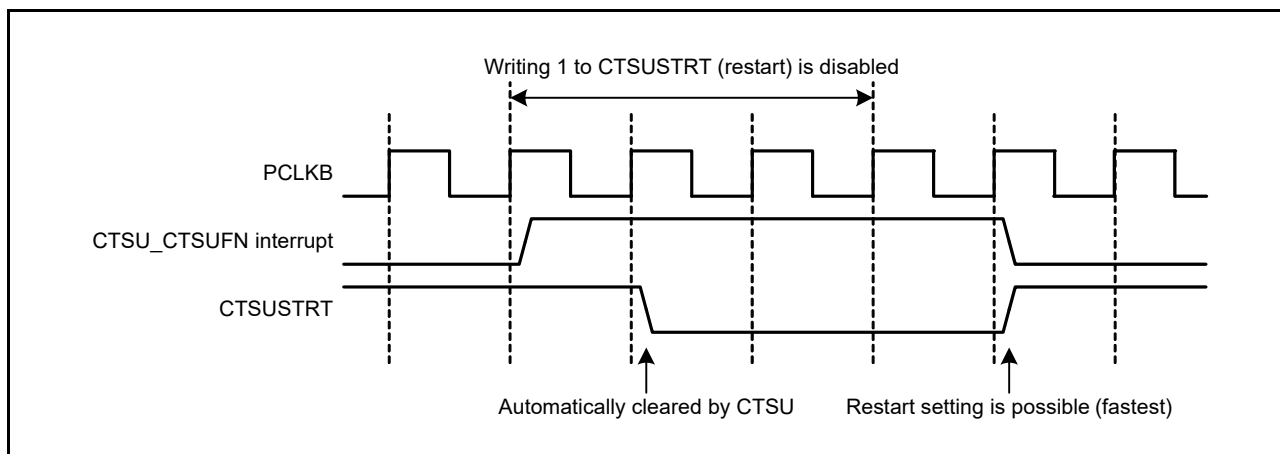 Writing 1 to CTSUSTRT (restart) is disabled
PCLKB
CTSU_CTSUFN interrupt
CTSUSTRT
Automatically cleared by CTSU
Restart setting is possible (fastest)